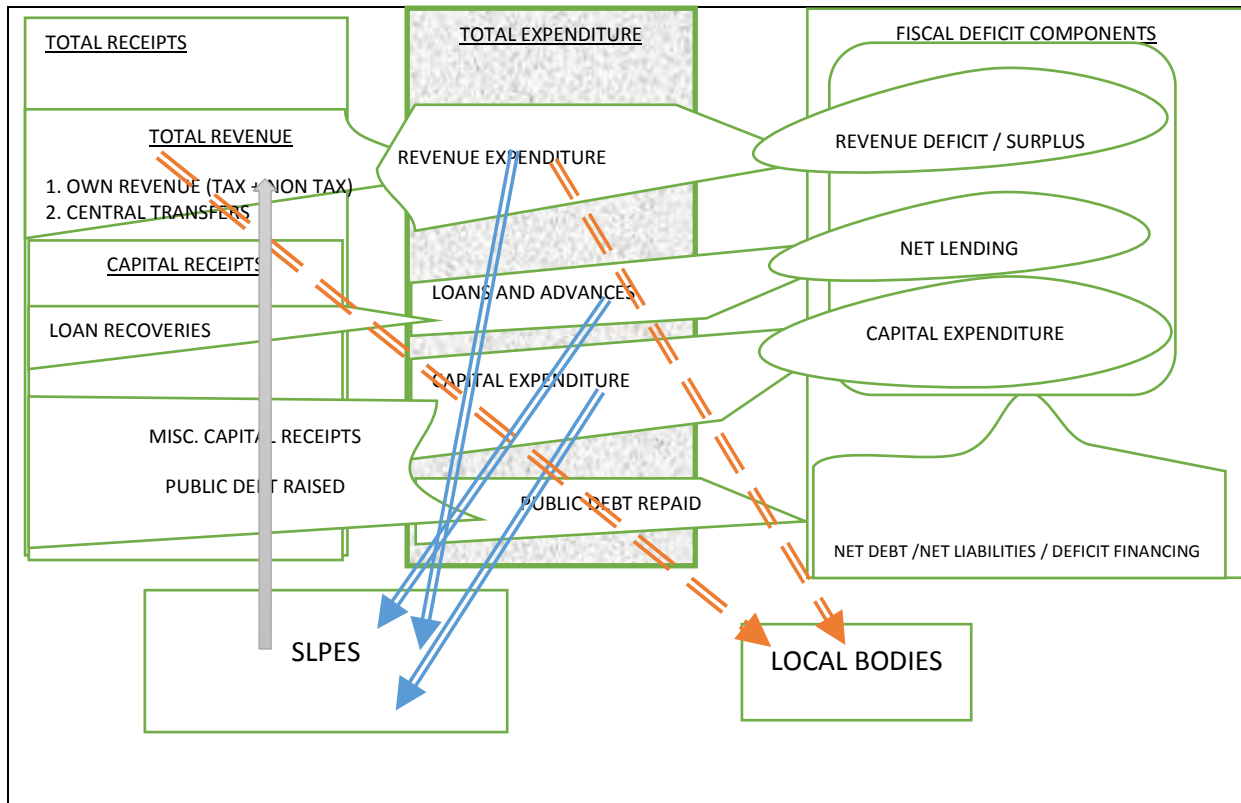 TOTAL RECEIPTS
TOTAL REVENUE
1. OWN REVENUE (TAX + NON TAX)
2. CENTRAL TRANSFERS
CAPITAL RECEIPTS
LOAN RECOVERIES
MISC. CAPITAL RECEIPTS
PUBLIC DEBT RAISED
TOTAL EXPENDITURE
REVENUE EXPENDITURE
LOANS AND ADVANCES
CAPITAL EXPENDITURE
PUBLIC DEBT REPAID
FISCAL DEFICIT COMPONENTS
REVENUE DEFICIT / SURPLUS
NET LENDING
CAPITAL EXPENDITURE
NET DEBT /NET LIABILITIES / DEFICIT FINANCING
SLPES
LOCAL BODIES